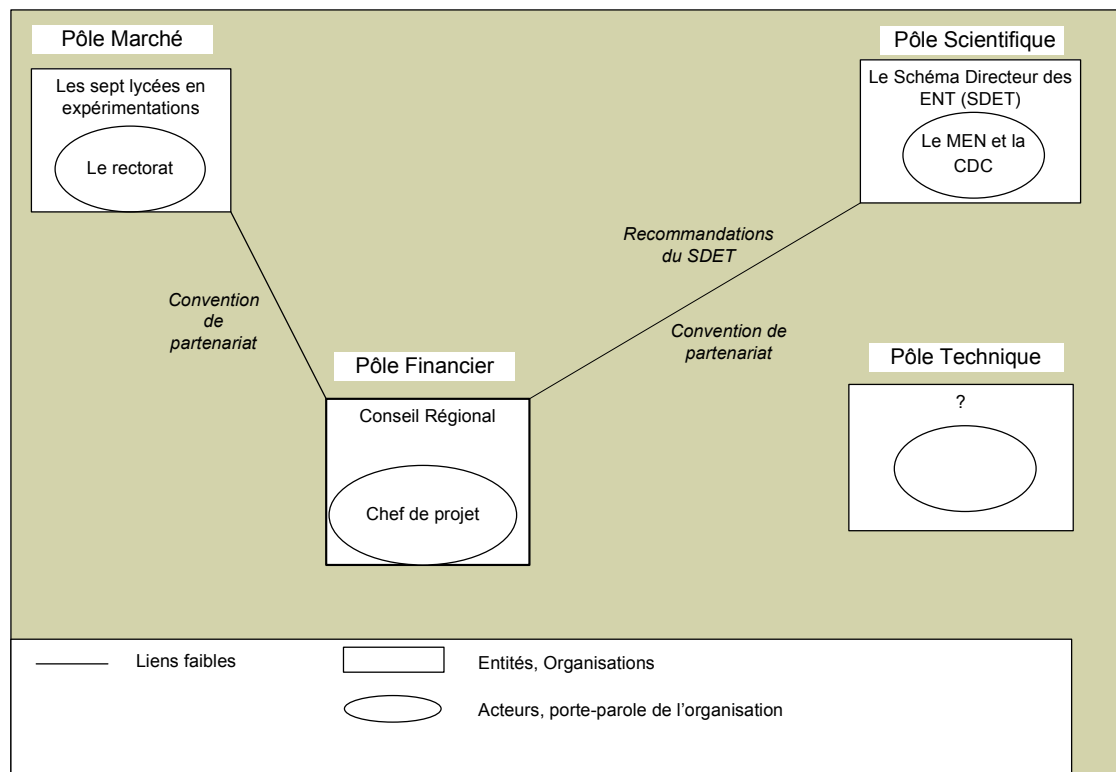 Pôle Marché
Les sept lycées en
expérimentations
Le rectorat
Pôle Scientifique
Le Schéma Directeur des
ENT (SDET)
Le MEN et la
CDC
Recommandations
du SDET
Convention
de
partenariat
Convention de
partenariat
Pôle Financier
Conseil Régional
Chef de projet
Pôle Technique
?
Liens faibles
Entités, Organisations
Acteurs, porte-parole de l’organisation